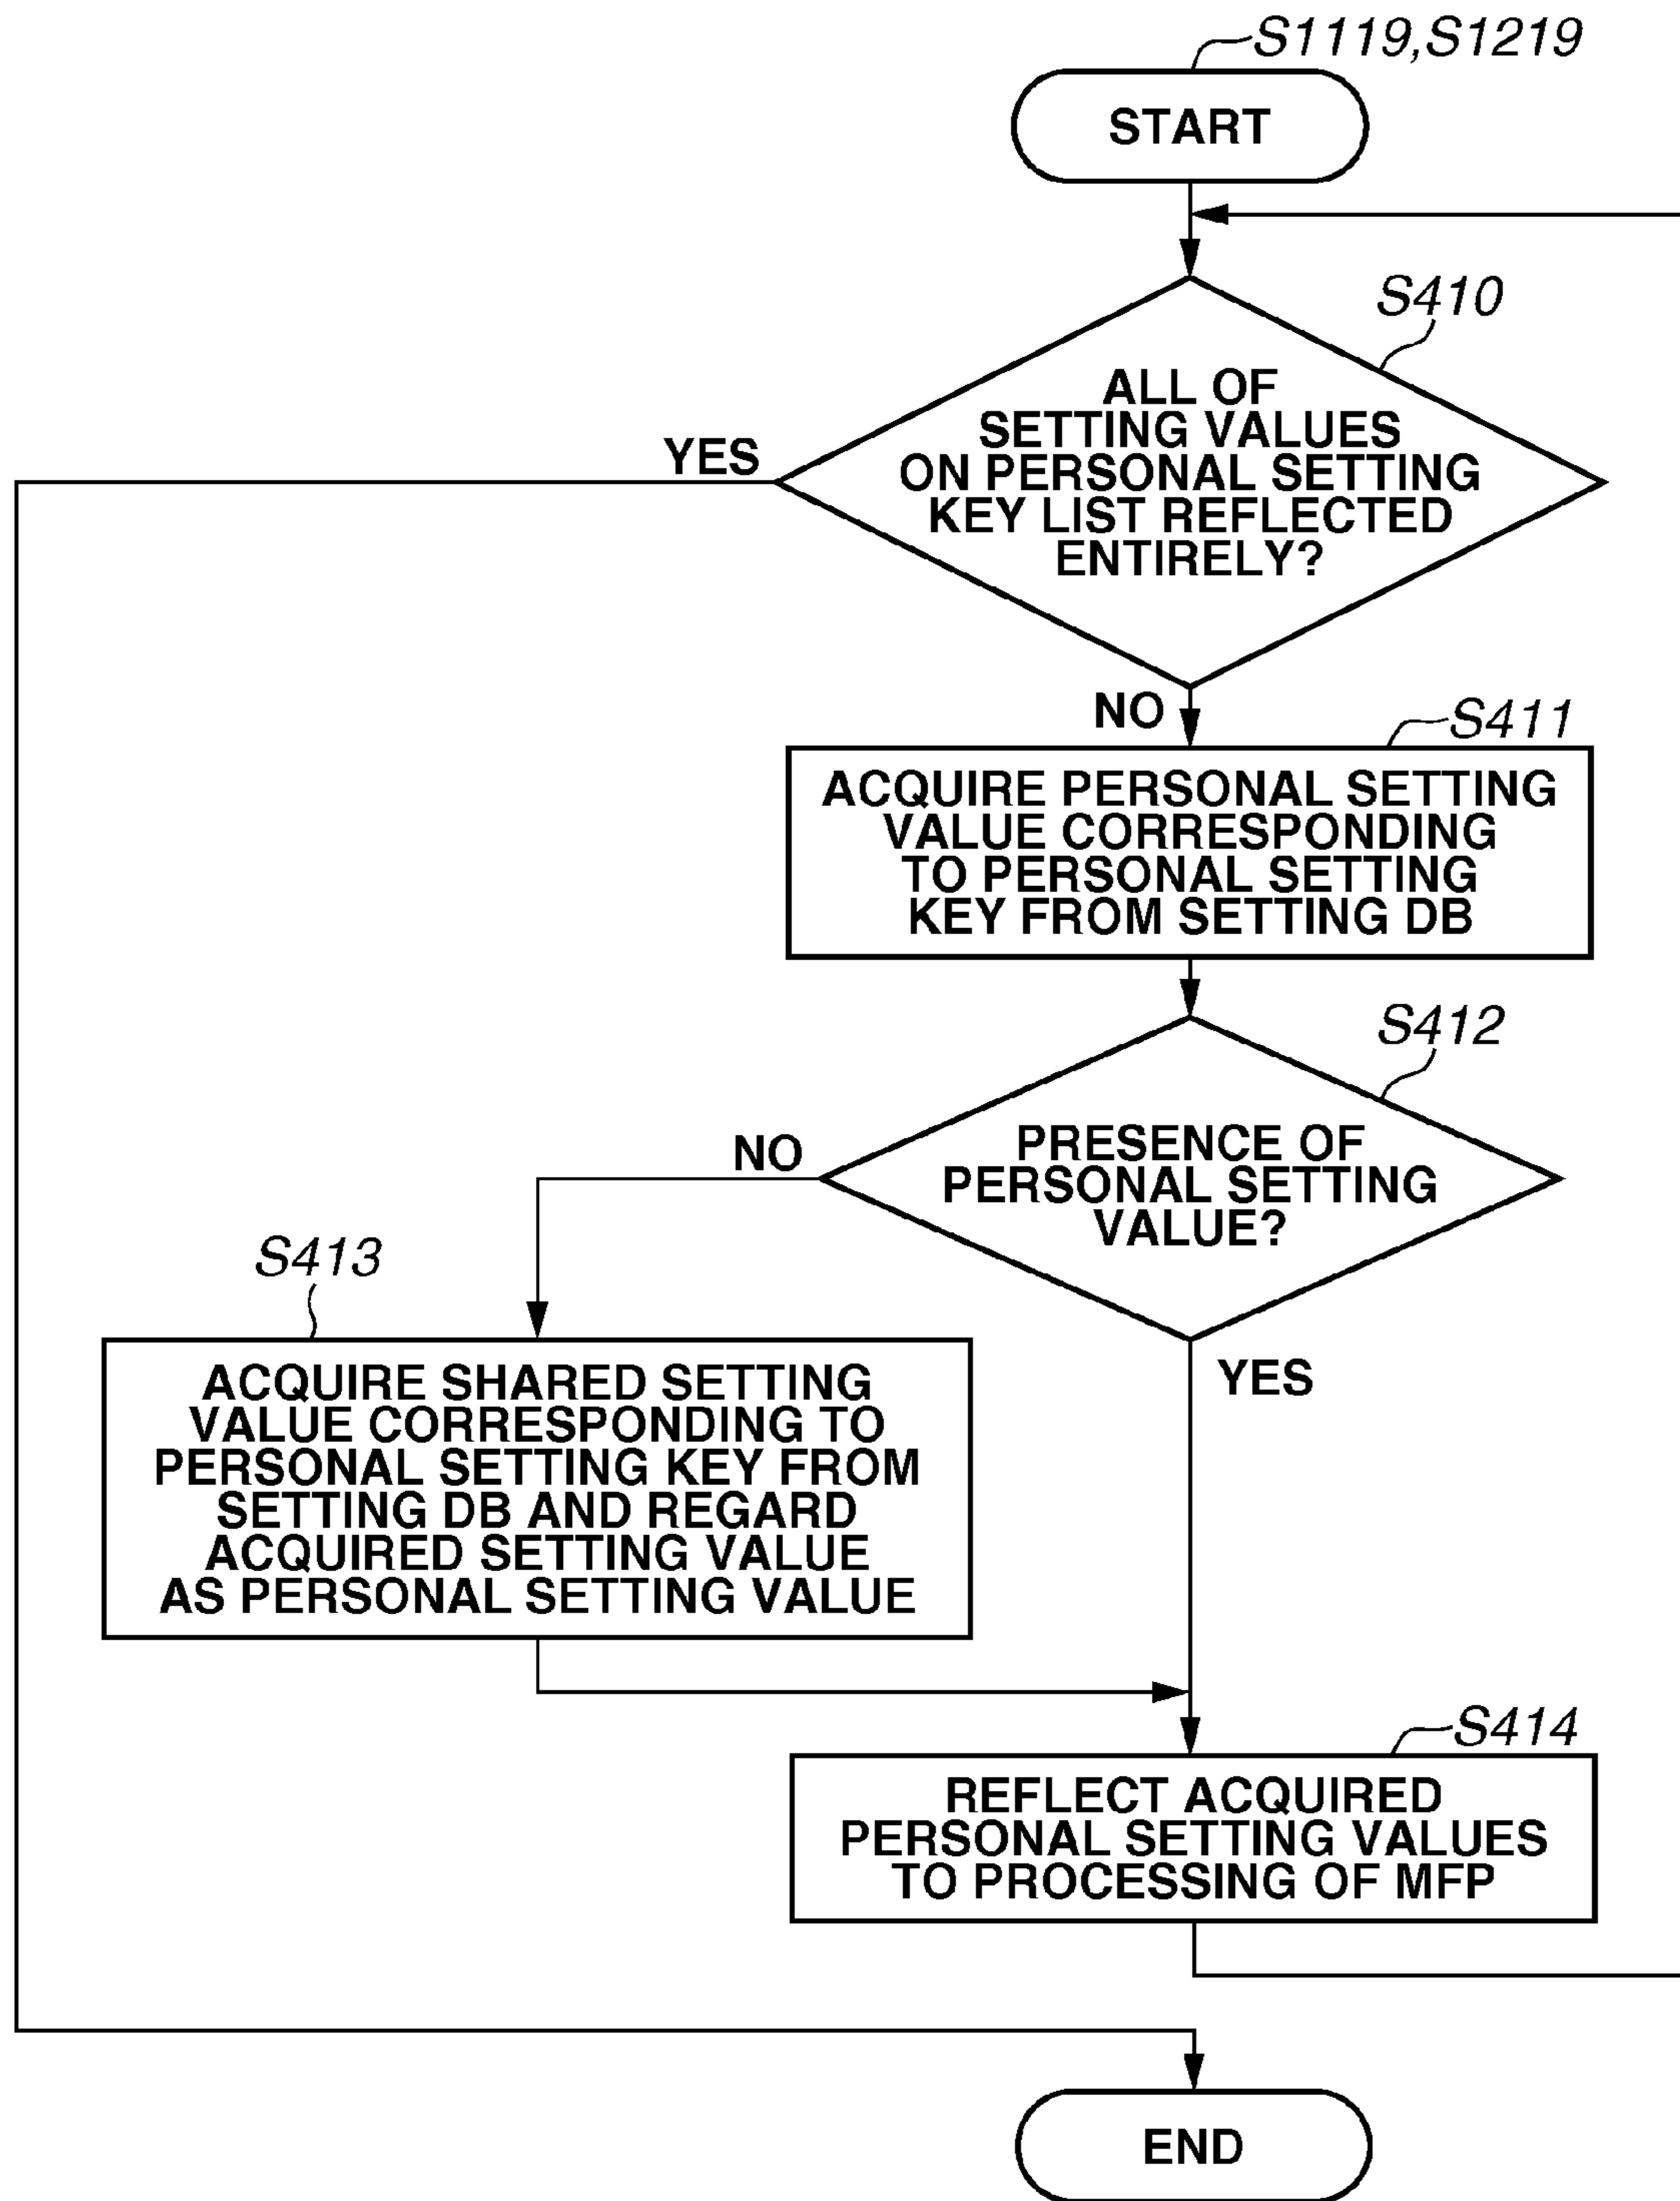 S1119,S1219
START
S410
ALL OF
SETTING VALUES
ON PERSONAL SETTING
KEY LIST REFLECTED
ENTIRELY?
YES
NO
S411
ACQUIRE PERSONAL SETTING
VALUE CORRESPONDING
TO PERSONAL SETTING
KEY FROM SETTING DB
S412
PRESENCE OF
PERSONAL SETTING
VALUE?
NO
YES
S413
ACQUIRE SHARED SETTING
VALUE CORRESPONDING TO
PERSONAL SETTING KEY FROM
SETTING DB AND REGARD
ACQUIRED SETTING VALUE
AS PERSONAL SETTING VALUE
S414
REFLECT ACQUIRED
PERSONAL SETTING VALUES
TO PROCESSING OF MFP
END